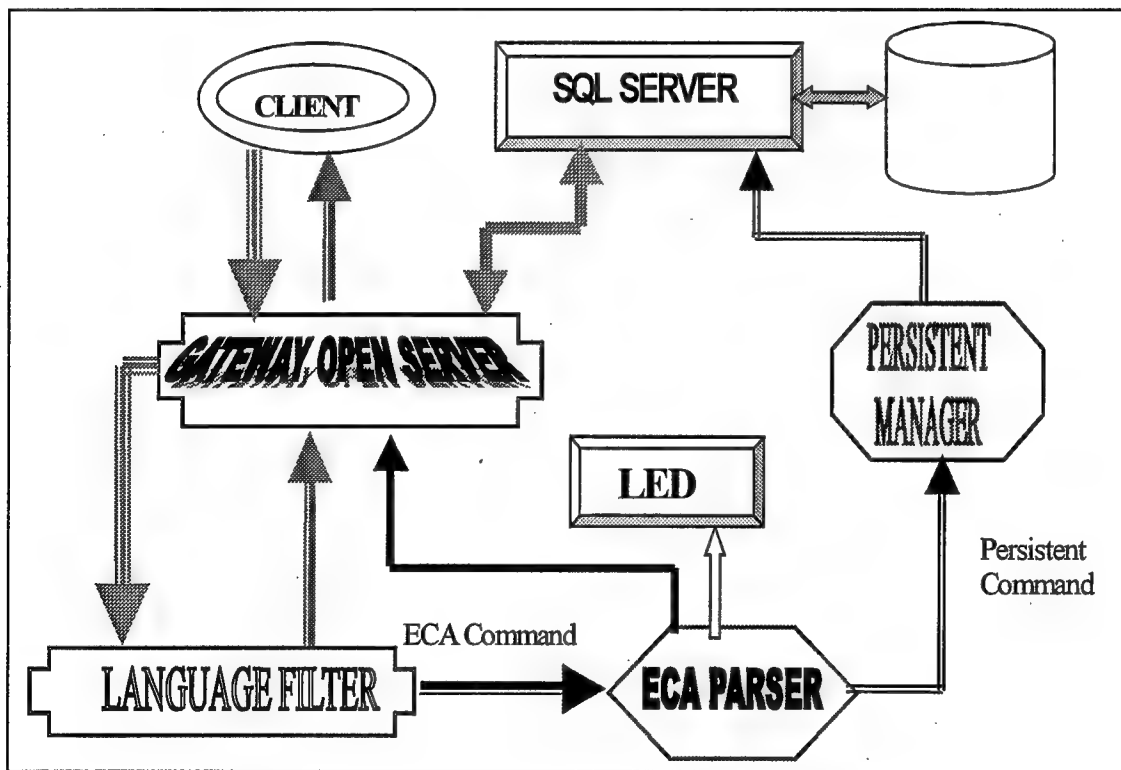 CLIENT
SQL SERVER
GATEWAY, OPEN SERVER
PERSISTENT
MANAGER
LED
Persistent
Command
ECA Command
LANGUAGE FILTER
ECA PARSER